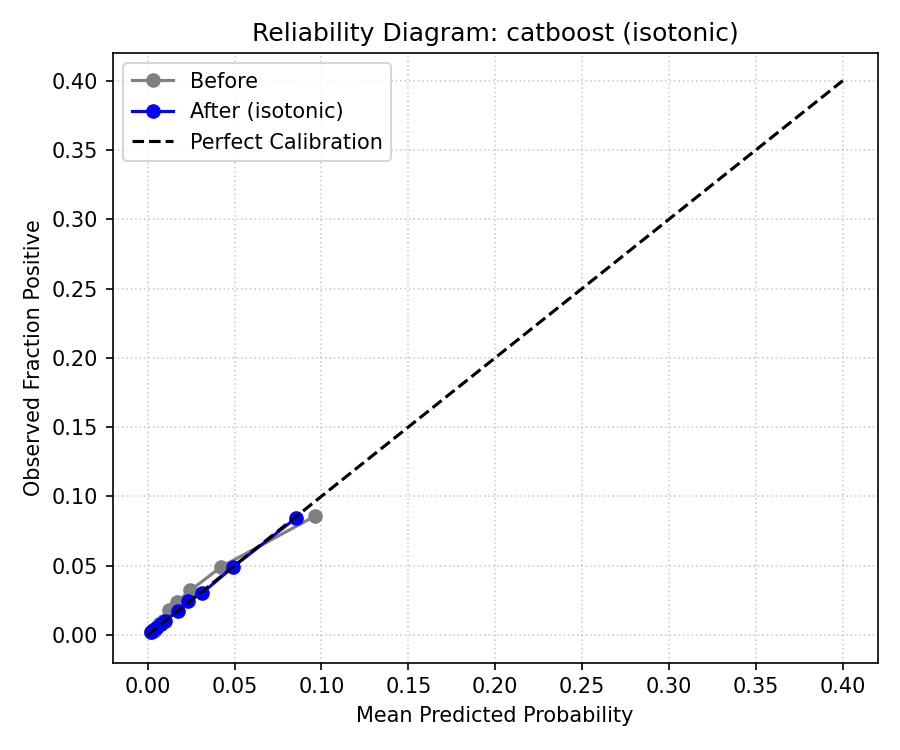 Reliability Diagram: catboost (isotonic)
Before
After (isotonic)
Perfect Calibration
0.40
0.35
0.30
0.25
0.20
0.15
0.10
0.05
0.00
Observed Fraction Positive
0.00 0.05 0.10 0.15 0.20 0.25 0.30 0.35 0.40
Mean Predicted Probability